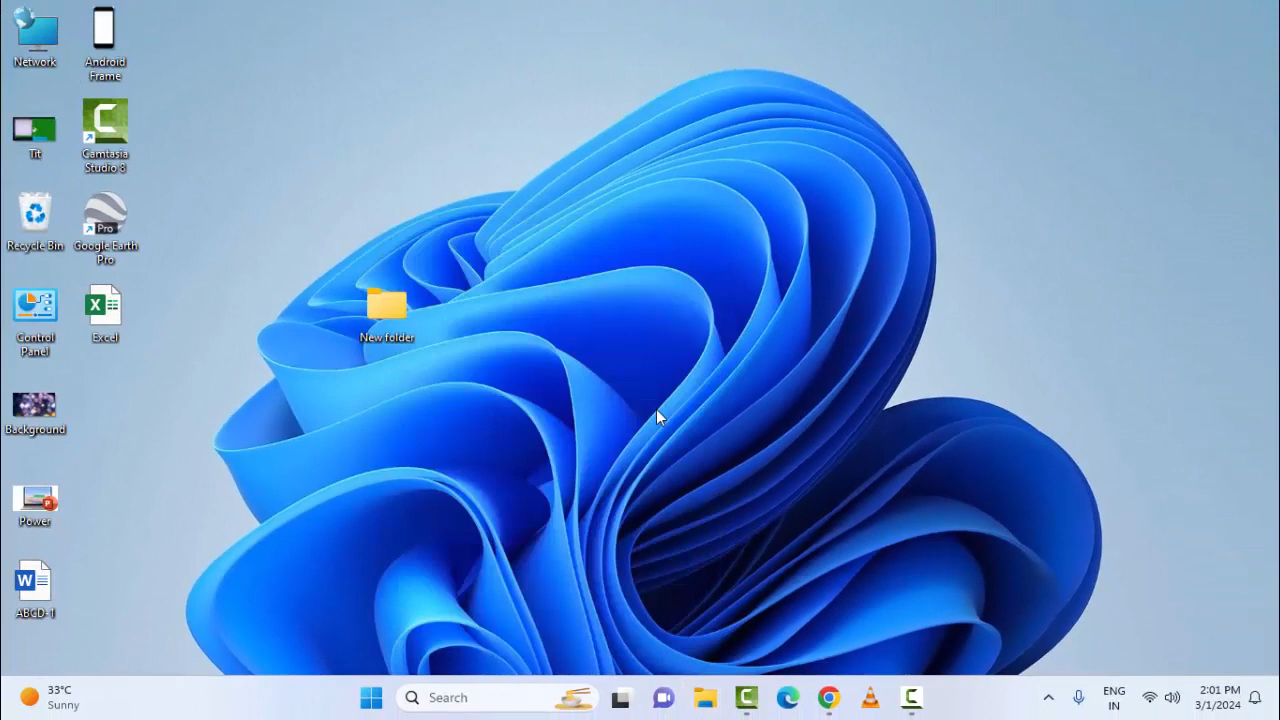 Network
Android
Frame
Tit
Camtasia
Studio 8
Recycle Bin
Pro
Google Earth
Pro
Control
Panel
X
Excel
New folder
Background
Power
W
ABCD-1
33°C
Sunny
Search
ENG
IN
2:01 PM
3/1/2024